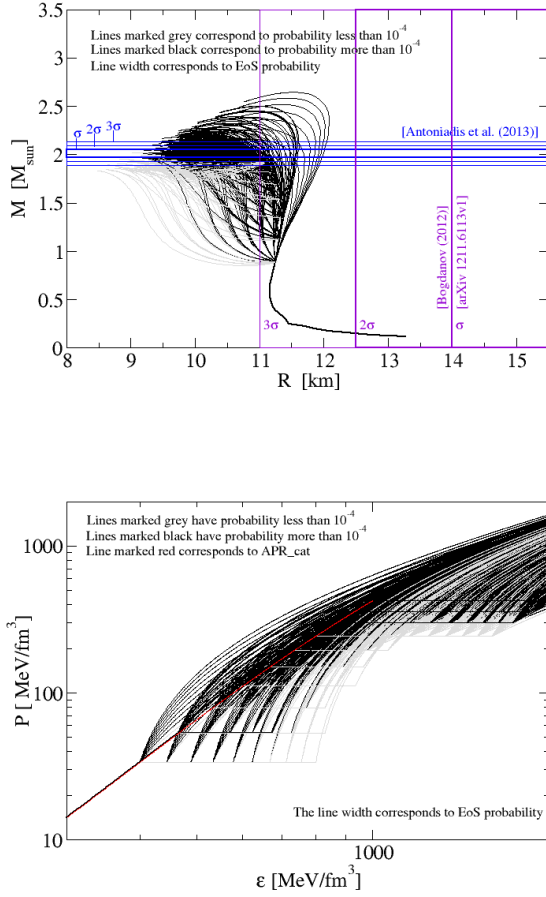 Lines marked grey correspond to probability less than 10^-4
Lines marked black correspond to probability more than 10^-4
Line width corresponds to EoS probability
σ 2σ 3σ
[Antoniadis et al. (2013)]
[Bogdanov (2012)]
[arXiv 1211.6113v1]
3σ 2σ σ
M [M_sun]
3.5
3
2.5
2
1.5
1
0.5
0
8 9 10 11 12 13 14 15
R [km]
Lines marked grey have probability less than 10^-4
Lines marked black have probability more than 10^-4
Line marked red corresponds to APR_cat
P [ MeV/fm^3]
1000
100
10
The line width corresponds to EoS probability
1000
ε [MeV/fm^3]